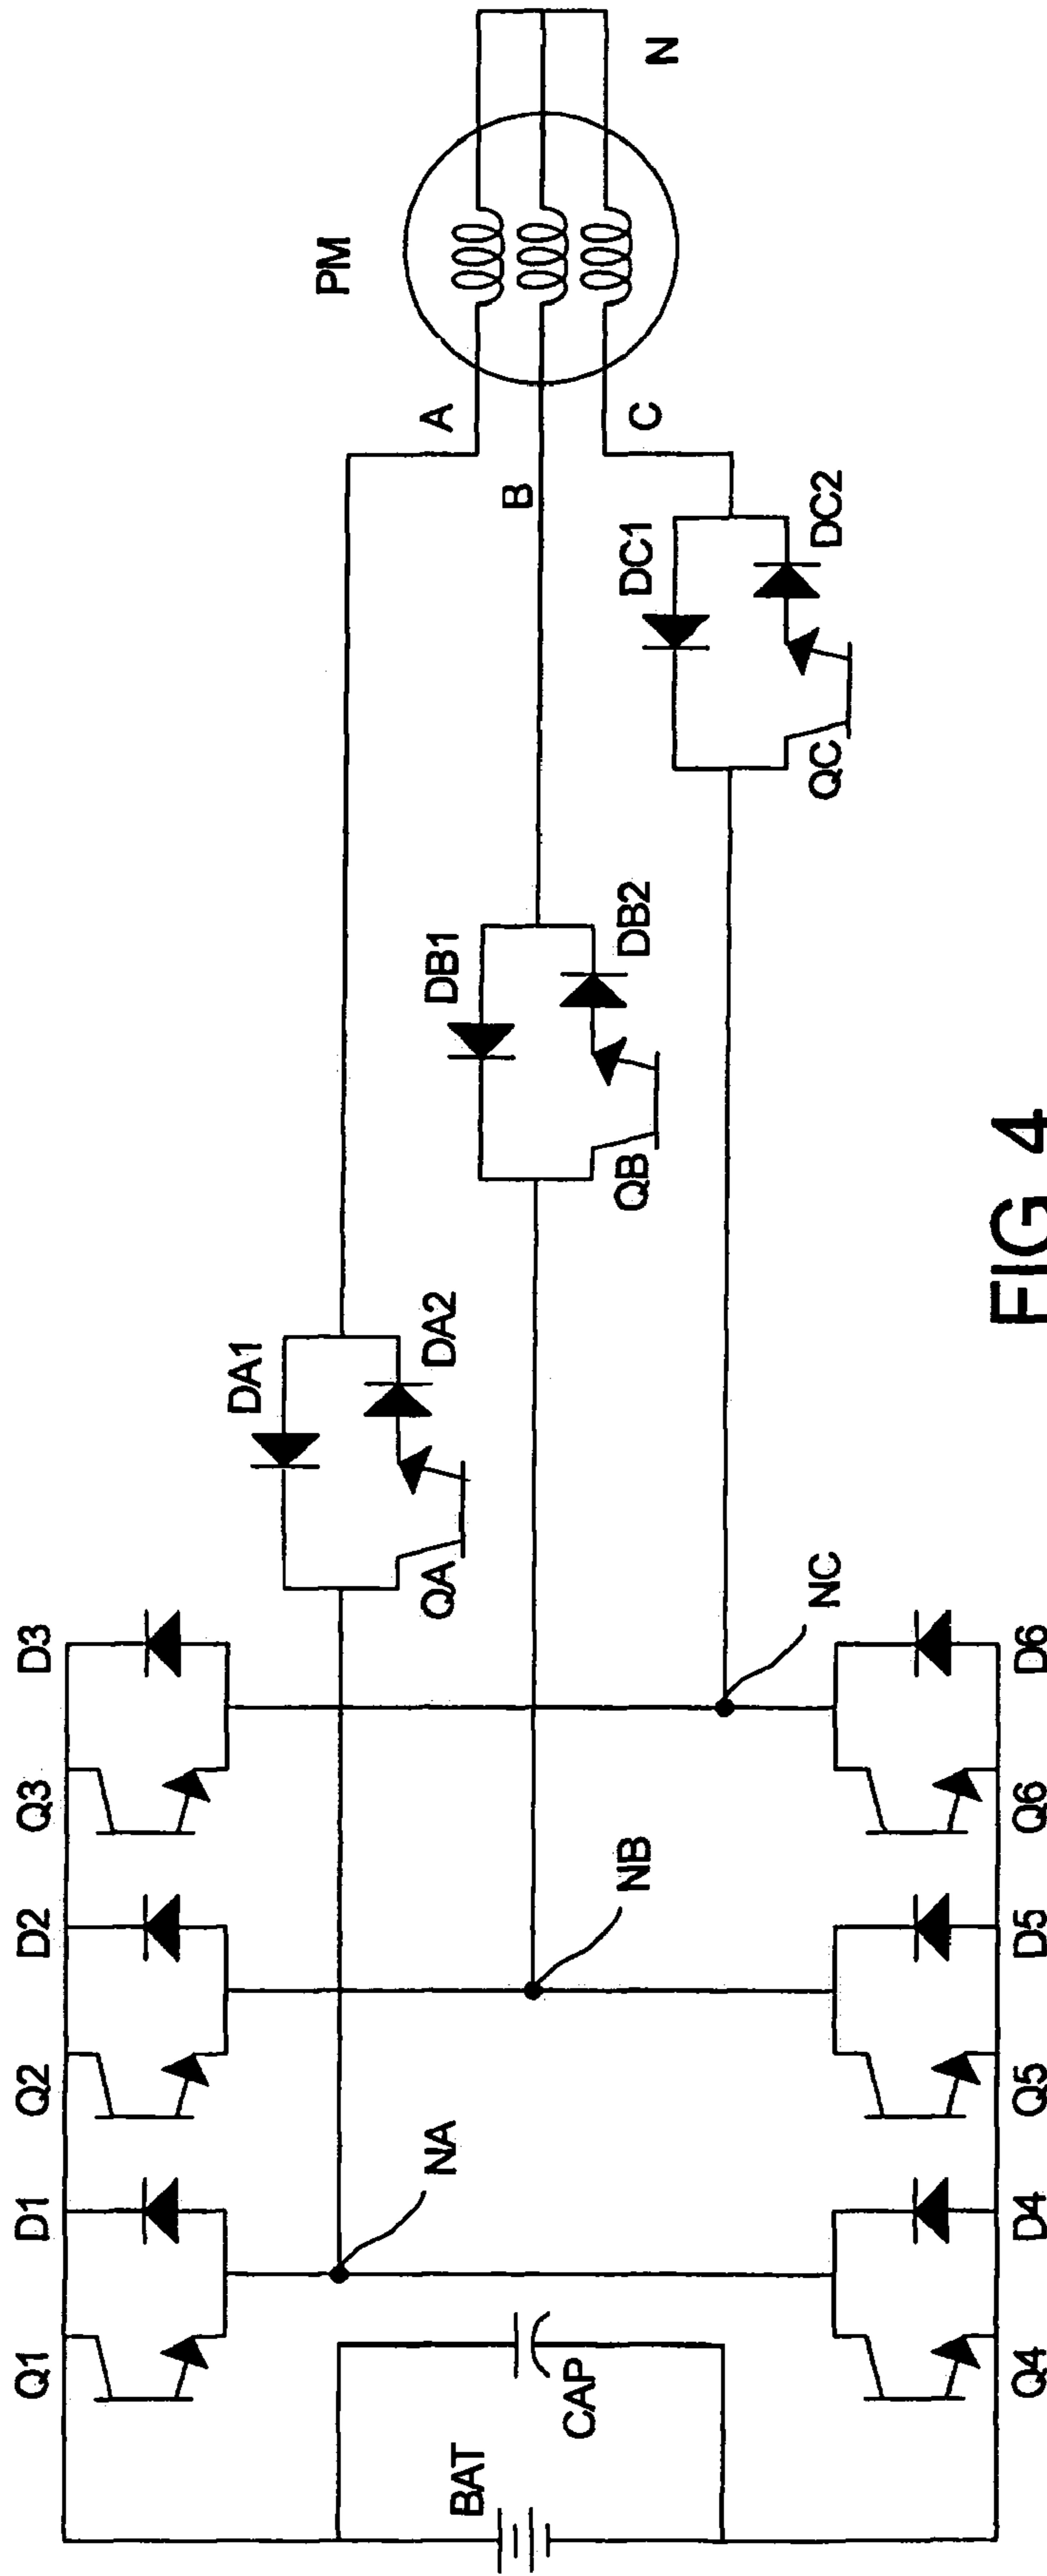 Q1 D1 Q2 D2 Q3 D3
BAT
CAP
NA
NB
NC
Q4 D4 Q5 D5 Q6 D6
DA1
QA DA2
DB1
QB DB2
DC1
QC DC2
A
B
C
PM
N
FIG 4